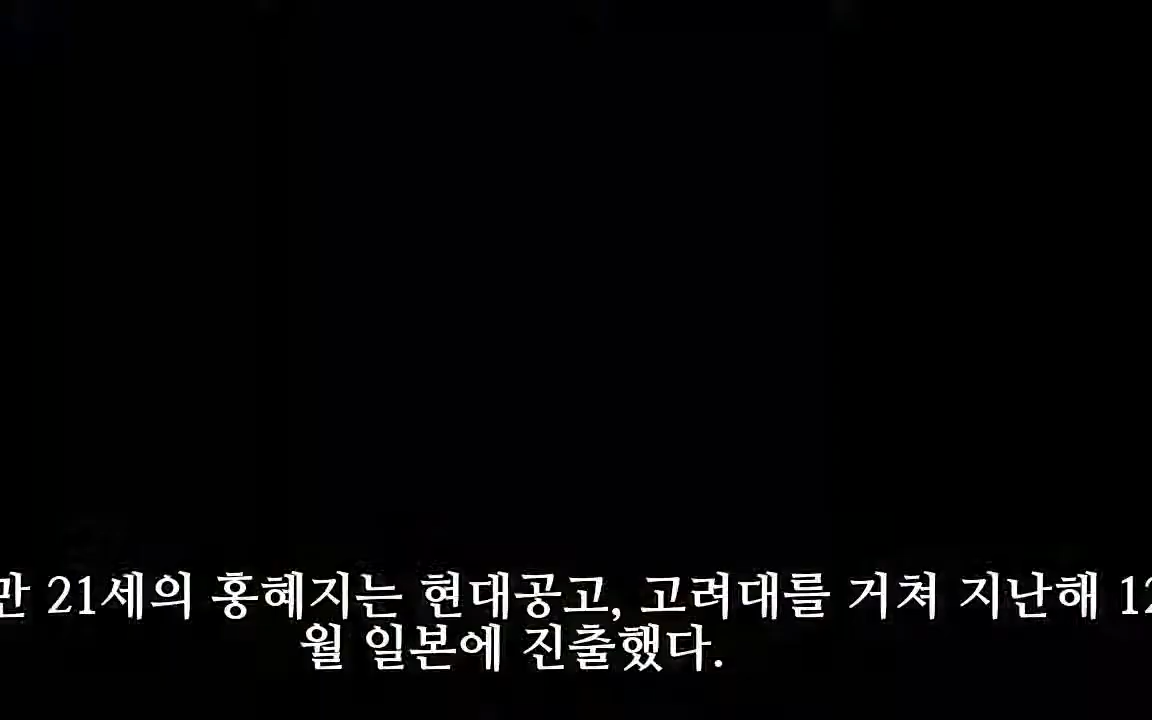 만 21세의 홍혜지는 현대공고, 고려대를 거쳐 지난해 12
월 일본에 진출했다.